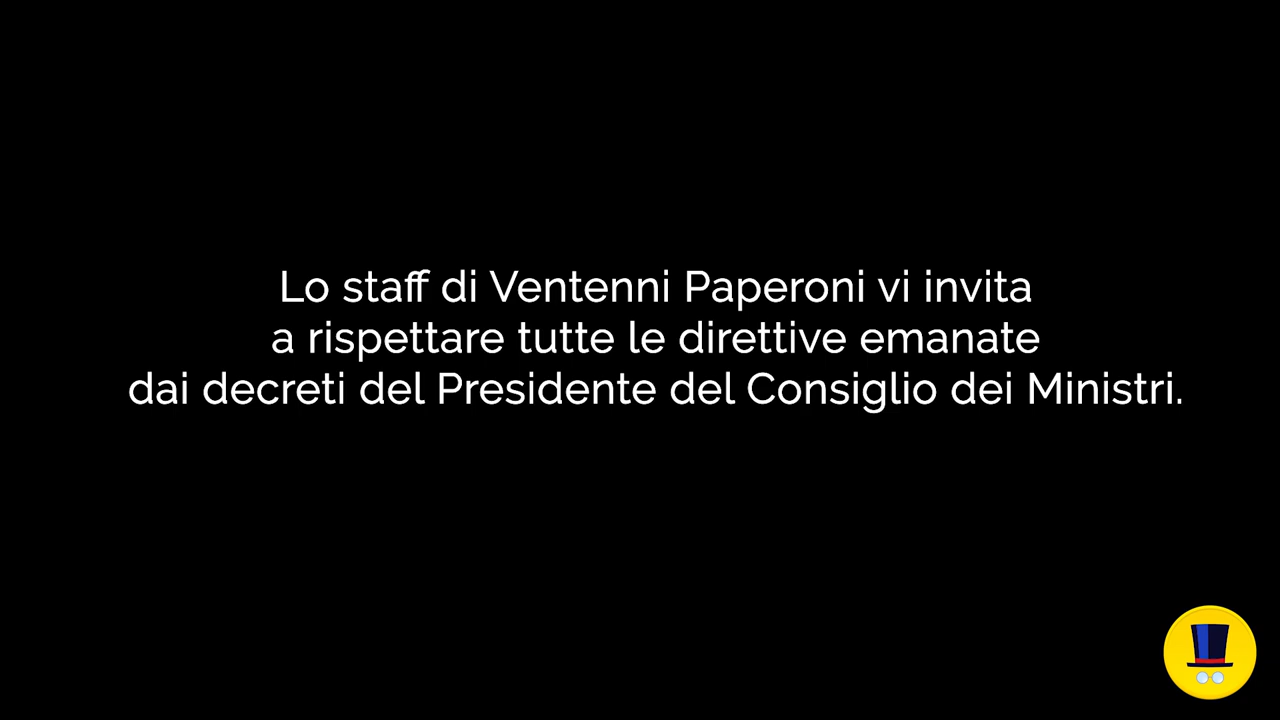 Lo staff di Ventenni Paperoni vi invita
a rispettare tutte le direttive emanate
dai decreti del Presidente del Consiglio dei Ministri.